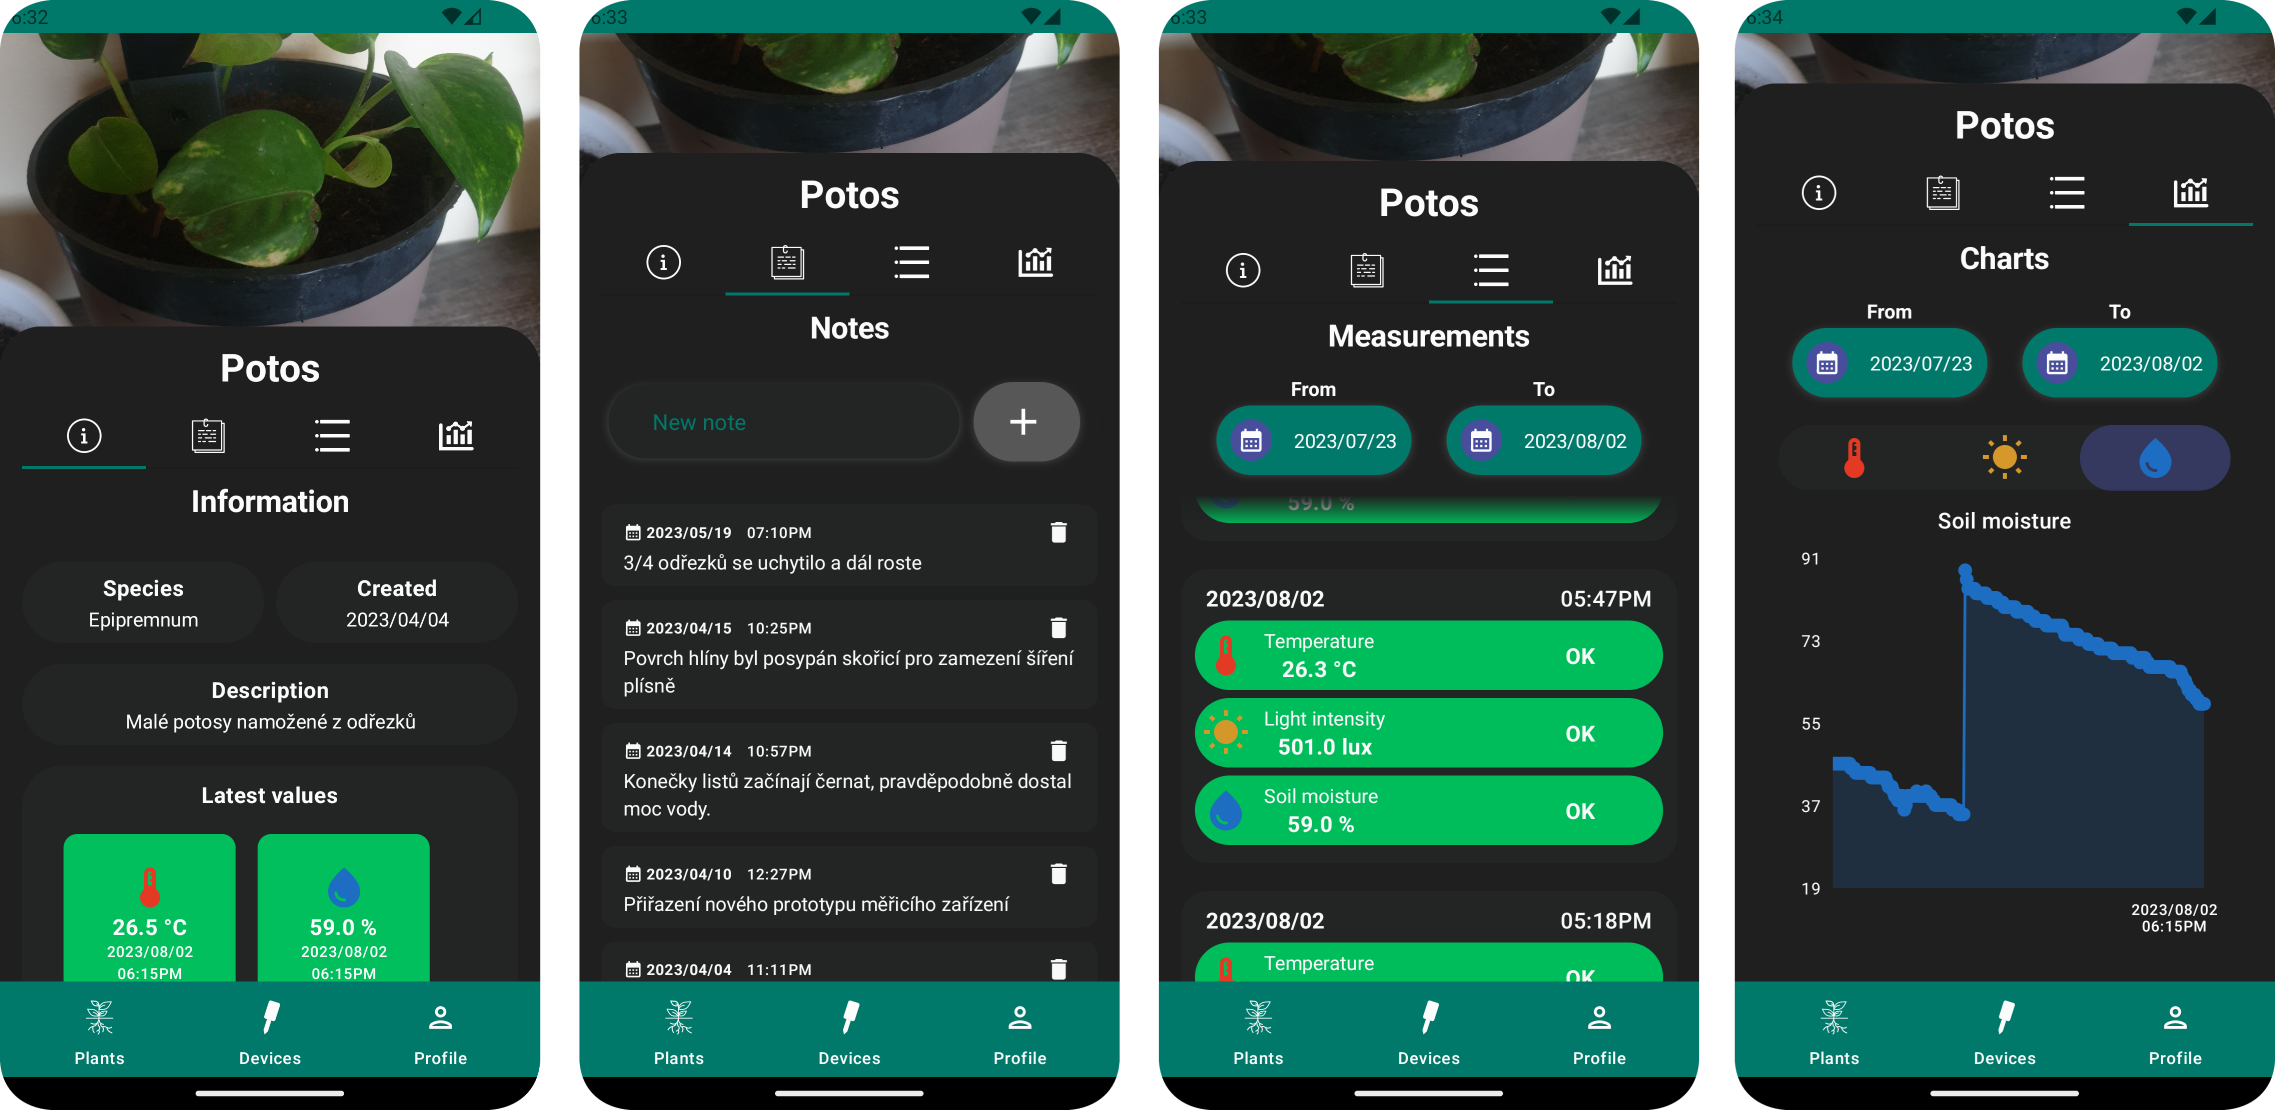 6:32
Potos
Information
Species
Epipremnum
Created
2023/04/04
Description
Malé potosy namožené z odřezků
Latest values
26.5 °C
2023/08/02
06:15PM
59.0 %
2023/08/02
06:15PM
Plants
Devices
Profile
6:33
Potos
Notes
New note
2023/05/19 07:10PM
3/4 odřezků se uchytilo a dál roste
2023/04/15 10:25PM
Povrch hlíny byl posypán skořicí pro zamezení šíření
plísně
2023/04/14 10:57PM
Konečky listů začínají černat, pravděpodobně dostal
moc vody.
2023/04/10 12:27PM
Přiřazení nového prototypu měřicího zařízení
2023/04/04 11:11PM
Plants
Devices
Profile
6:33
Potos
Measurements
From
To
2023/07/23
2023/08/02
59.0 %
2023/08/02
05:47PM
Temperature
26.3 °C
OK
Light intensity
501.0 lux
OK
Soil moisture
59.0 %
OK
2023/08/02
05:18PM
Temperature
OK
Plants
Devices
Profile
6:34
Potos
Charts
From
To
2023/07/23
2023/08/02
Soil moisture
91
73
55
37
19
2023/08/02
06:15PM
Plants
Devices
Profile